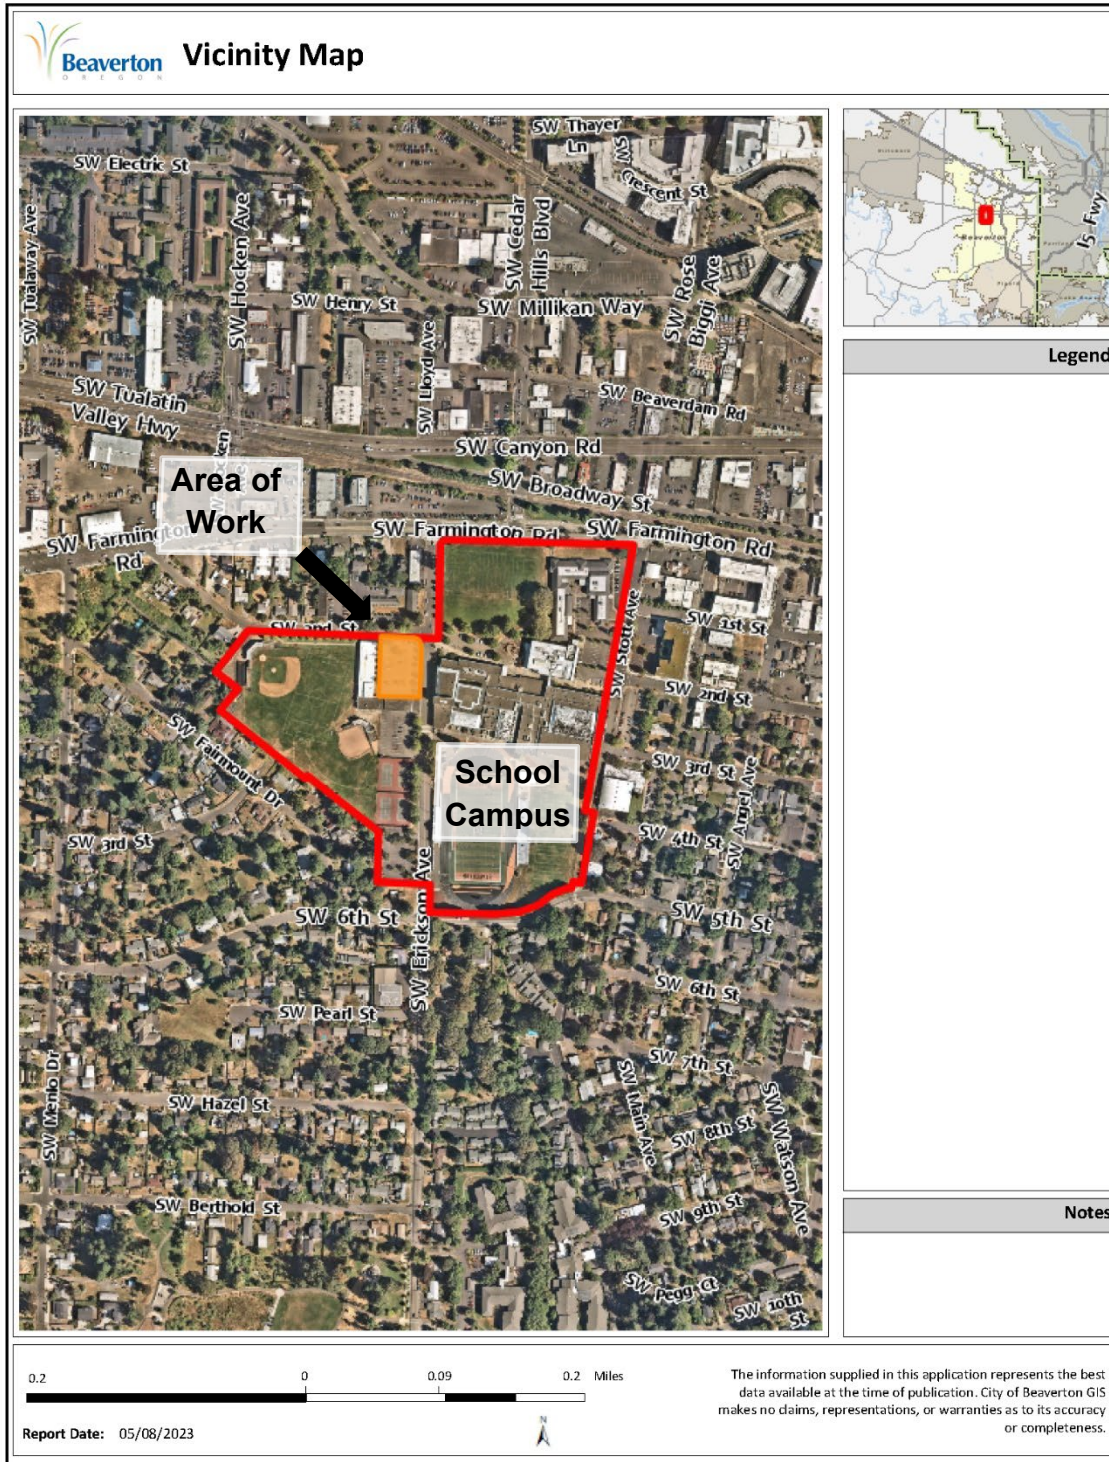 Beaverton
OREGON
Vicinity Map
SW Thayer
Ln
SW Electric St
SW
Crescent St
SW Tualaway Ave
SW Hocken Ave
SW Cedar
Hills Blvd
SW Henry St
SW Millikan Way
SW Rose
Biggi Ave
SW Lloyd Ave
SW Tualatin
Valley Hwy
SW Beaverdam Rd
SW Canyon Rd
SW Broadway St
Area of
Work
SW Farmington
Rd
SW Farmington Rd
SW Farmington Rd
SW 2nd St
SW Stott Ave
SW 1st St
SW 2nd St
SW Fairmount Dr
School
Campus
SW 3rd St
SW Angel Ave
SW 3rd St
SW 4th St
SW 5th St
SW 6th St
SW Erickson Ave
SW 6th St
SW Pearl St
SW 7th St
SW Menlo Dr
SW Hazel St
SW Main Ave
SW 8th St
SW Watson Ave
SW Berthold St
SW 9th St
SW Pegg Ct
SW 10th
St
Hillsboro
Beaverton
Portland
Tigard
I5 Fwy
Legend
Notes
0.2 0 0.09 0.2 Miles
Report Date: 05/08/2023
N
The information supplied in this application represents the best
data available at the time of publication. City of Beaverton GIS
makes no claims, representations, or warranties as to its accuracy
or completeness.